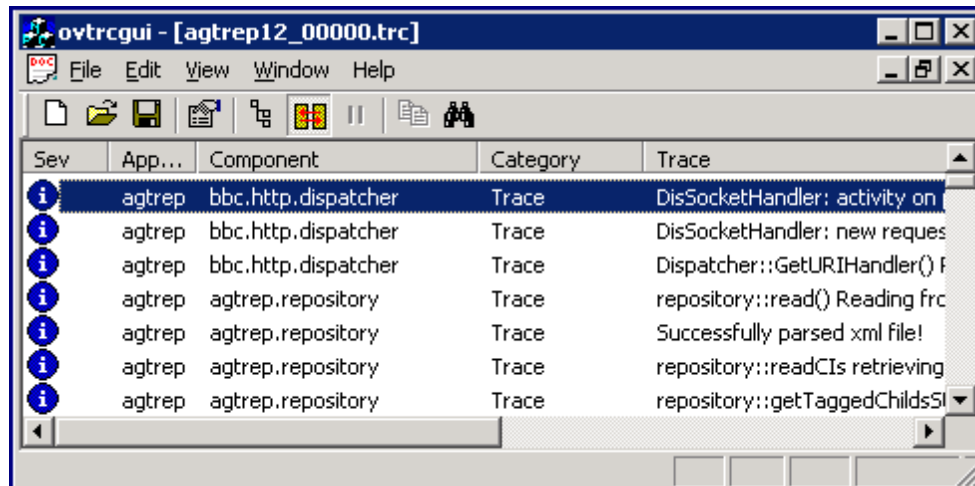 ovtrcgui - [agtrep12_00000.trc]
DOC File Edit View Window Help
Sev App... Component Category Trace
agtrep bbc.http.dispatcher Trace DisSocketHandler: activity on
agtrep bbc.http.dispatcher Trace DisSocketHandler: new reques
agtrep bbc.http.dispatcher Trace Dispatcher::GetURIHandler()
agtrep agtrep.repository Trace repository::read() Reading frc
agtrep agtrep.repository Trace Successfully parsed xml file!
agtrep agtrep.repository Trace repository::readCIs retrieving
agtrep agtrep.repository Trace repository::getTaggedChildsS